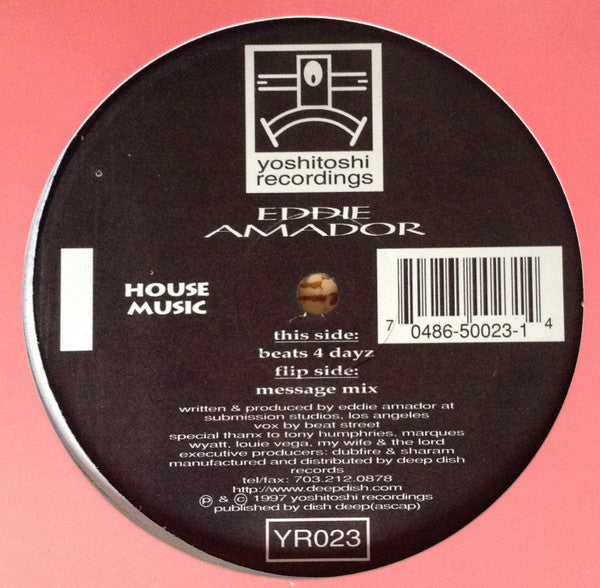 yoshitoshi
recordings
EDDIE
AMADOR
HOUSE
MUSIC
7 0486-50023-1 4
this side:
beats 4 dayz
flip side:
message mix
written & produced by eddie amador at
submission studios, los angeles
vox by beat street
special thanx to tony humphries, marques
wyatt, louie vega, my wife & the lord
executive producers: dubfire & sharam
manufactured and distributed by deep dish
records
tel/fax: 703.212.0878
http://www.deepdish.com
℗ & © 1997 yoshitoshi recordings
published by dish deep(ascap)
YR023